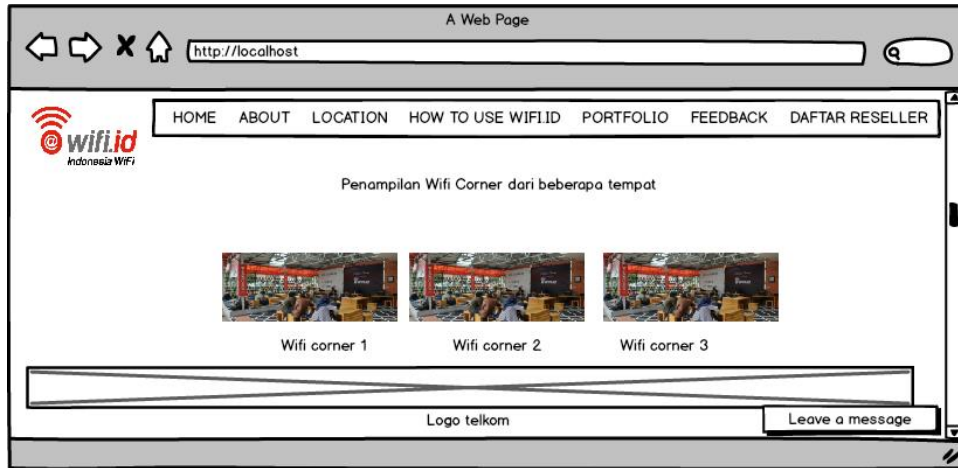 A Web Page
http://localhost
@wifi.id
Indonesia WiFi
HOME ABOUT LOCATION HOW TO USE WIFI.ID PORTFOLIO FEEDBACK DAFTAR RESELLER
Penampilan Wifi Corner dari beberapa tempat
Wifi corner 1 Wifi corner 2 Wifi corner 3
Logo telkom
Leave a message